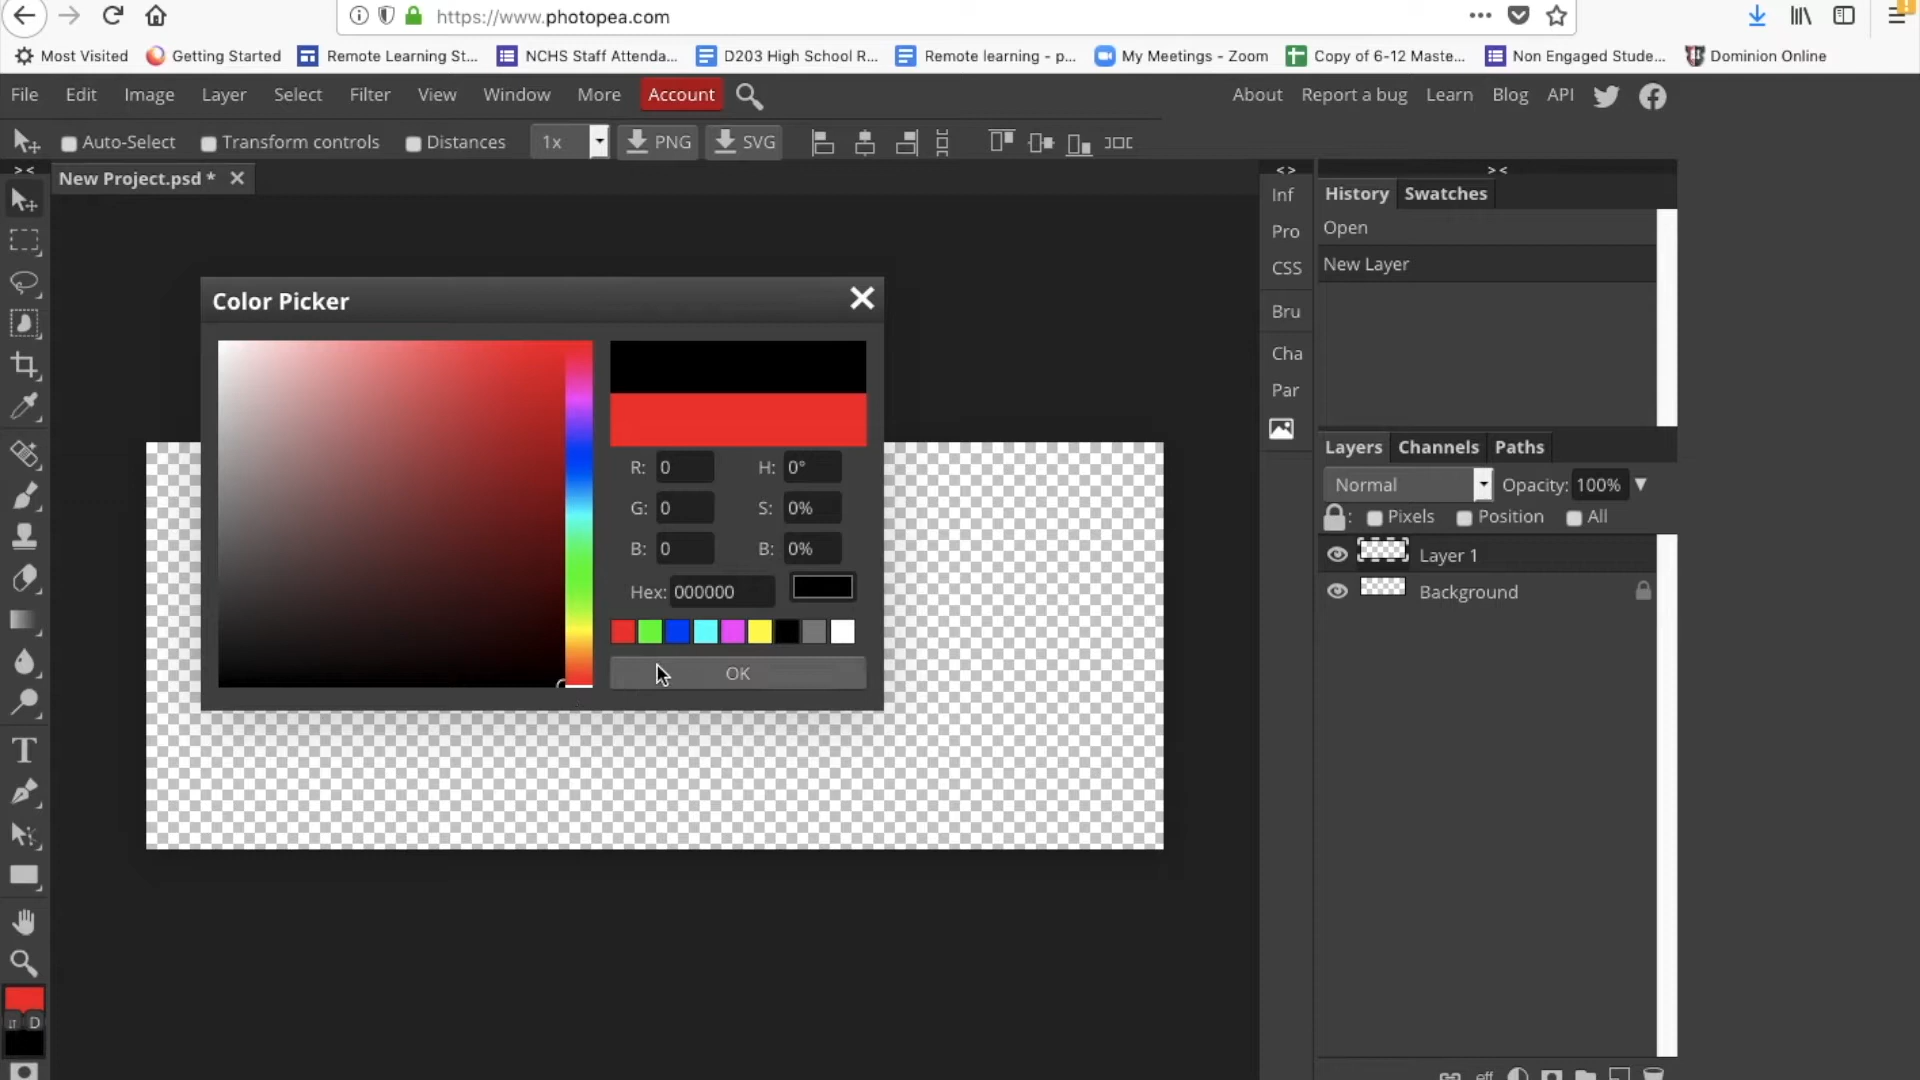 https://www.photopea.com
Most Visited Getting Started Remote Learning St... NCHS Staff Attenda... D203 High School R... Remote learning - p... My Meetings - Zoom Copy of 6-12 Maste... Non Engaged Stude... Dominion Online
File Edit Image Layer Select Filter View Window More Account About Report a bug Learn Blog API
Auto-Select Transform controls Distances 1x PNG SVG
> < < > > <
New Project.psd * Inf History Swatches
Pro Open
CSS New Layer
Color Picker
Bru
Cha
Par
Layers Channels Paths
R: 0 H: 0°
Normal Opacity: 100%
G: 0 S: 0%
Pixels Position All
B: 0 B: 0%
Layer 1
Hex: 000000 Background
OK
T
D
eff